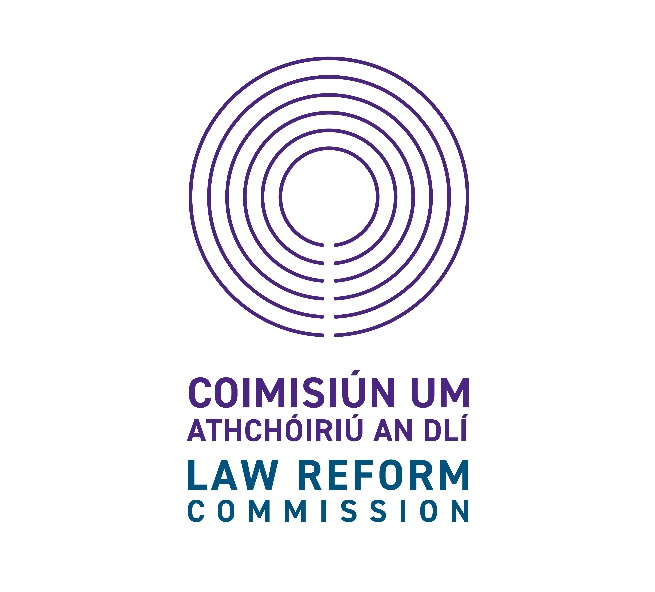 COIMISIÚN UM
ATHCHÓIRIÚ AN DLÍ
LAW REFORM
COMMISSION